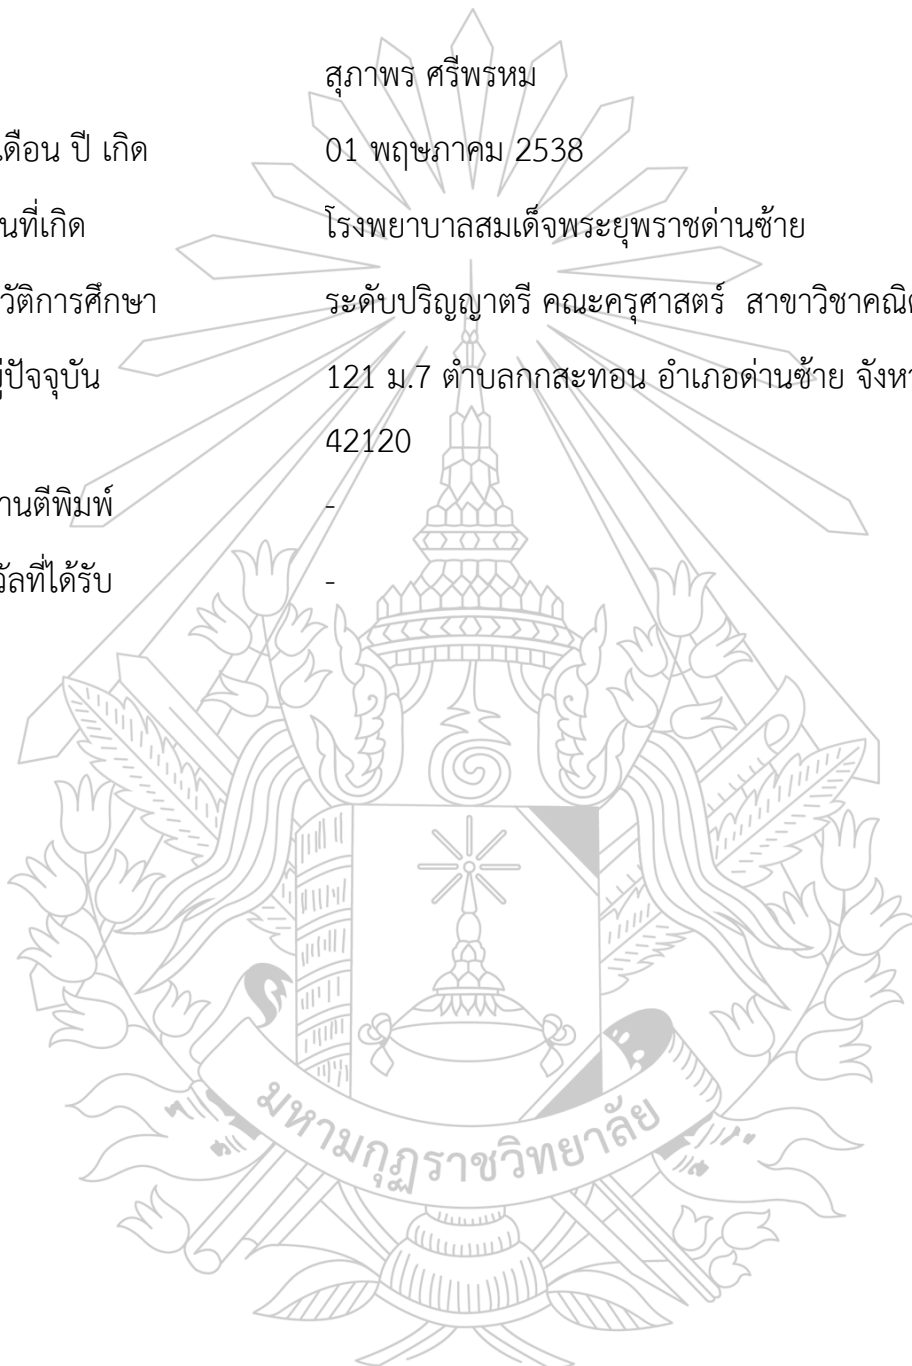 สุภาพร ศรีพรหม
เดือน ปี เกิด 01 พฤษภาคม 2538
นที่เกิด โรงพยาบาลสมเด็จพระยุพราชด่านซ้าย
วัติการศึกษา ระดับปริญญาตรี คณะครุศาสตร์ สาขาวิชาคณิต
ปัจจุบัน 121 ม.7 ตำบลกกสะทอน อำเภอด่านซ้าย จังห
42120
านตีพิมพ์ -
วัลที่ได้รับ -
มหามกุฏราชวิทยาลัย